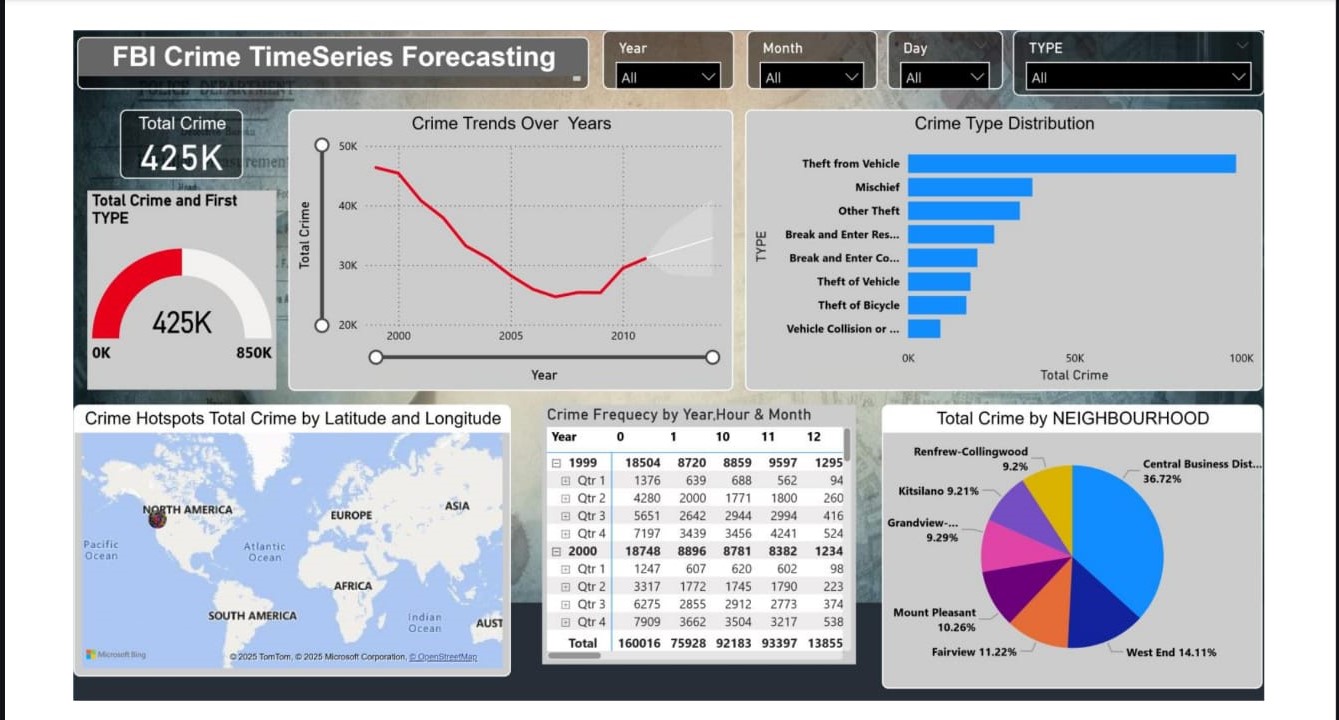 FBI Crime TimeSeries Forecasting
Year
All
Month
All
Day
All
TYPE
All
POLICE DEPARTMENT
Total Crime
425K
Total Crime and First
TYPE
425K
0K
850K
Crime Trends Over Years
Total Crime
50K
40K
30K
20K
2000
2005
2010
Year
Crime Type Distribution
TYPE
Theft from Vehicle
Mischief
Other Theft
Break and Enter Res...
Break and Enter Co...
Theft of Vehicle
Theft of Bicycle
Vehicle Collision or ...
0K
50K
100K
Total Crime
Crime Hotspots Total Crime by Latitude and Longitude
NORTH AMERICA
EUROPE
ASIA
Pacific
Ocean
Atlantic
Ocean
AFRICA
SOUTH AMERICA
Indian
Ocean
AUST
Microsoft Bing
© 2025 TomTom, © 2025 Microsoft Corporation, © OpenStreetMap
Crime Frequecy by Year,Hour & Month
Year 0 1 10 11 12
1999 18504 8720 8859 9597 1295
Qtr 1 1376 639 688 562 94
Qtr 2 4280 2000 1771 1800 260
Qtr 3 5651 2642 2944 2994 416
Qtr 4 7197 3439 3456 4241 524
2000 18748 8896 8781 8382 1234
Qtr 1 1247 607 620 602 98
Qtr 2 3317 1772 1745 1790 223
Qtr 3 6275 2855 2912 2773 374
Qtr 4 7909 3662 3504 3217 538
Total 160016 75928 92183 93397 13855
Total Crime by NEIGHBOURHOOD
Renfrew-Collingwood
9.2%
Central Business Dist...
36.72%
Kitsilano 9.21%
Grandview-...
9.29%
Mount Pleasant
10.26%
Fairview 11.22%
West End 14.11%